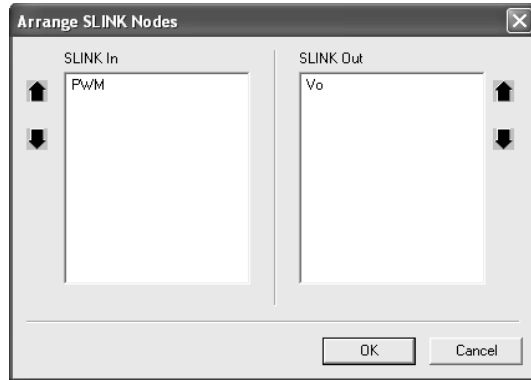 Arrange SLINK Nodes
SLINK In
PWM
SLINK Out
Vo
OK
Cancel